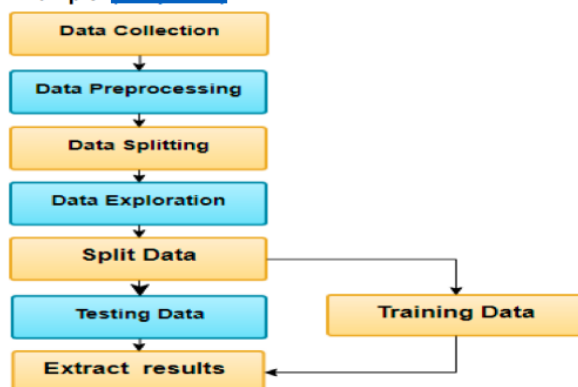 Data Collection
Data Preprocessing
Data Splitting
Data Exploration
Split Data
Testing Data
Training Data
Extract results